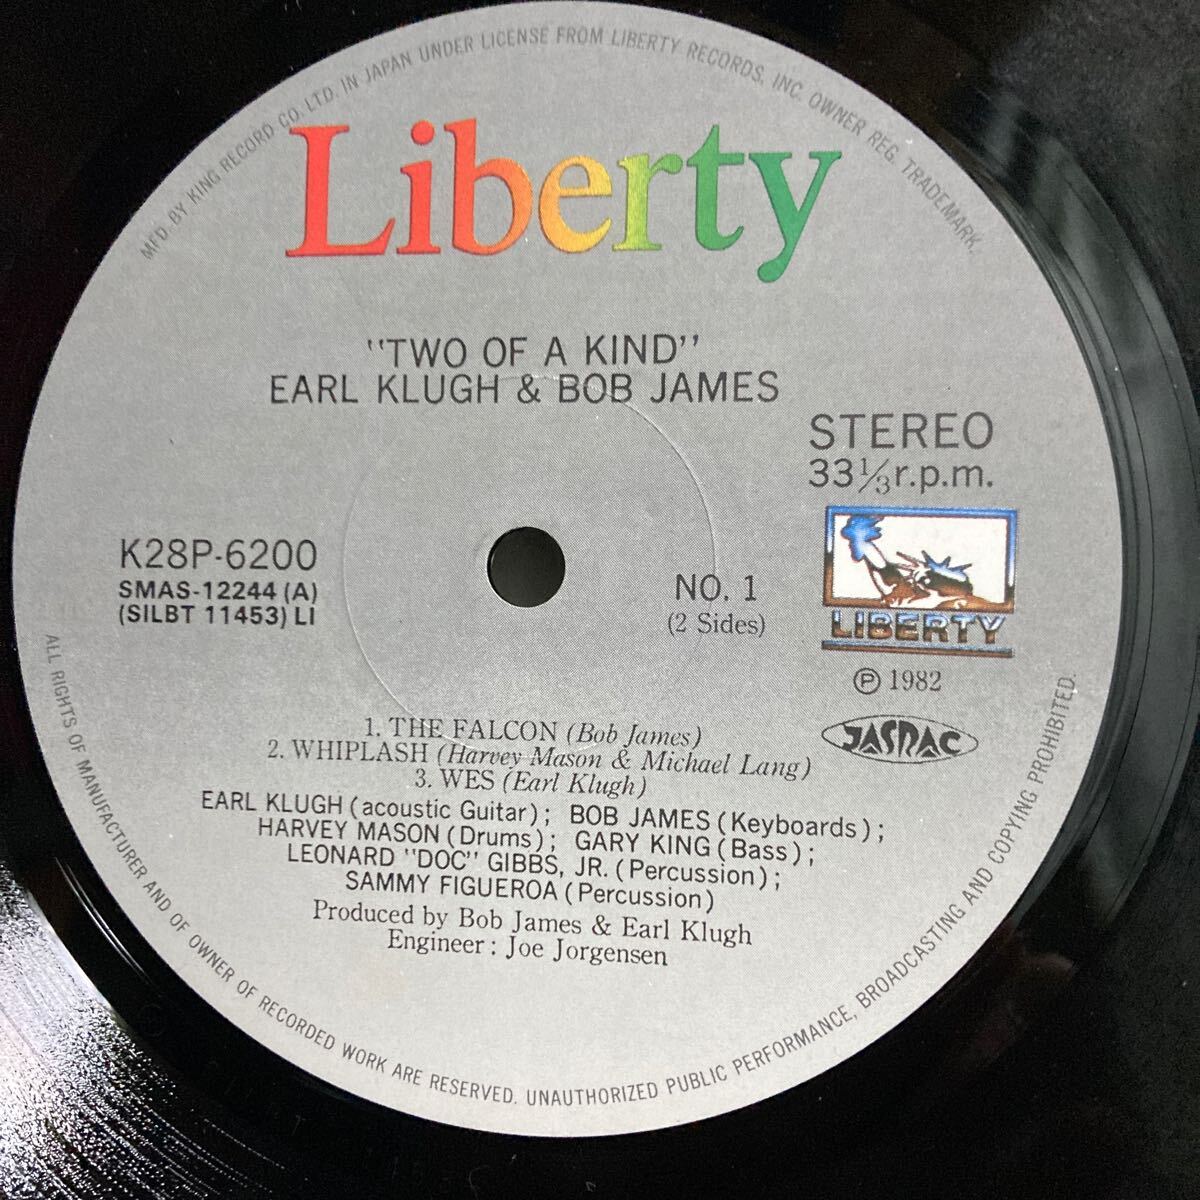 MFD. BY KING RECORD CO. LTD. IN JAPAN UNDER LICENSE FROM LIBERTY RECORDS. INC. OWNER REG. TRADEMARK.
Liberty
"TWO OF A KIND"
EARL KLUGH & BOB JAMES
STEREO
33⅓r.p.m.
K28P-6200
SMAS-12244 (A)
(SILBT 11453) LI
NO. 1
(2 Sides)
LIBERTY
Ⓟ 1982
JASRAC
1. THE FALCON (Bob James)
2. WHIPLASH (Harvey Mason & Michael Lang)
3. WES (Earl Klugh)
EARL KLUGH (acoustic Guitar); BOB JAMES (Keyboards);
HARVEY MASON (Drums); GARY KING (Bass);
LEONARD "DOC" GIBBS, JR. (Percussion);
SAMMY FIGUEROA (Percussion)
Produced by Bob James & Earl Klugh
Engineer: Joe Jorgensen
ALL RIGHTS OF MANUFACTURER AND OF OWNER OF RECORDED WORK ARE RESERVED. UNAUTHORIZED PUBLIC PERFORMANCE, BROADCASTING AND COPYING PROHIBITED.